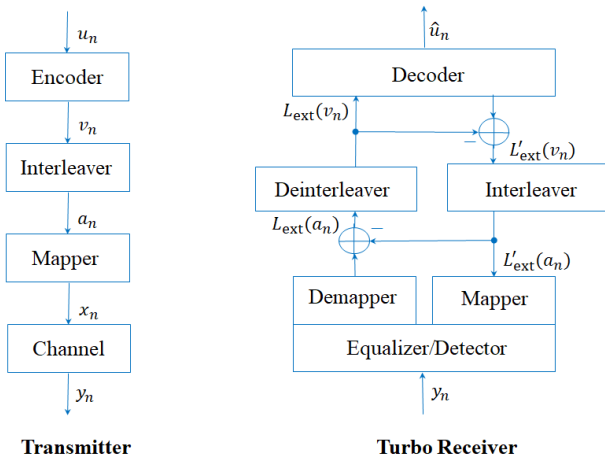 u_n
Encoder
v_n
Interleaver
a_n
Mapper
x_n
Channel
y_n
Transmitter
û_n
Decoder
L_ext(v_n)
−
L'_ext(v_n)
Deinterleaver
Interleaver
L_ext(a_n)
−
L'_ext(a_n)
Demapper
Mapper
Equalizer/Detector
y_n
Turbo Receiver